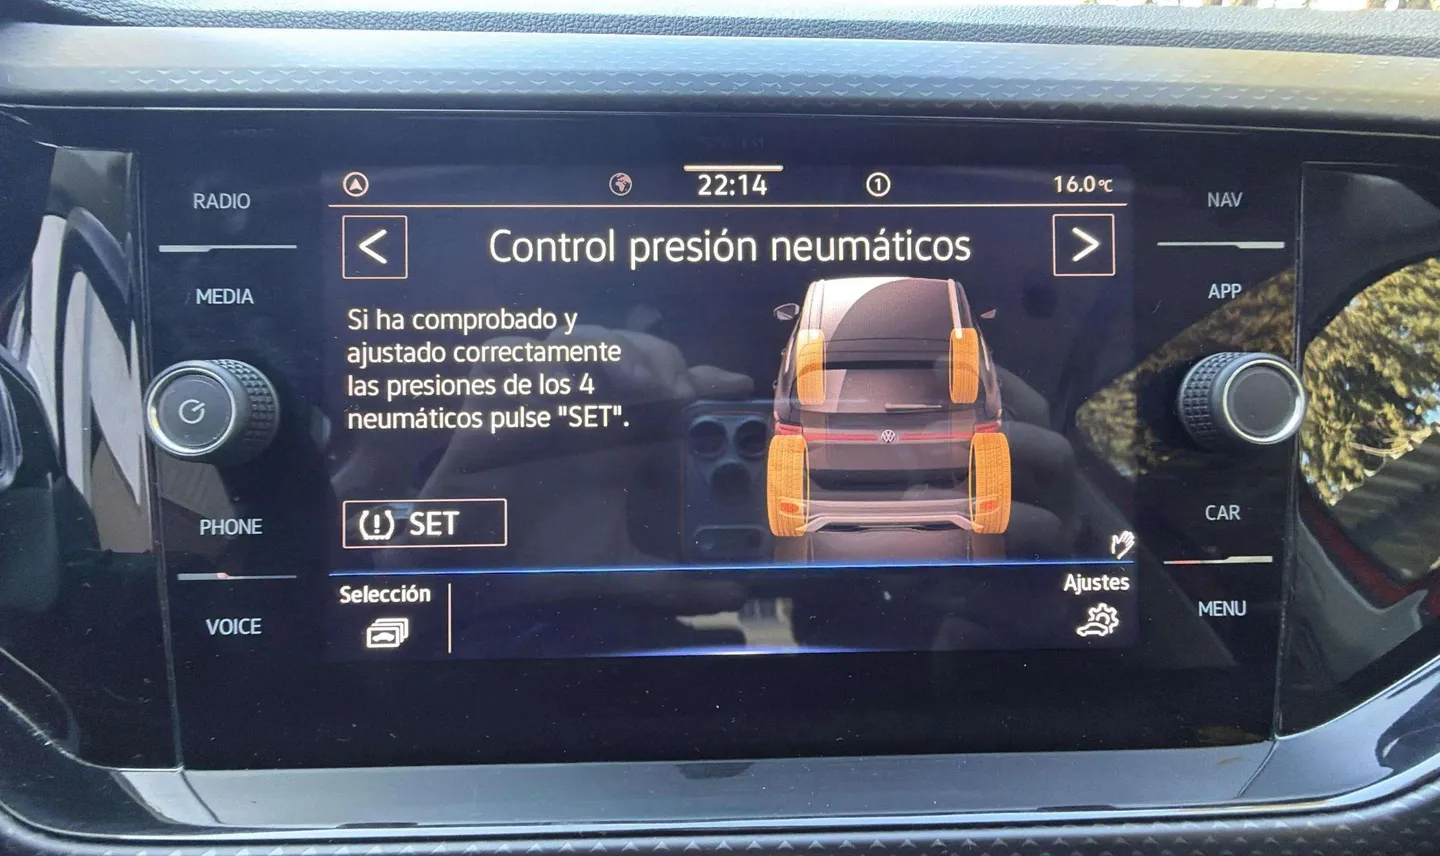 RADIO
MEDIA
PHONE
VOICE
22:14
1
16.0°C
<
Control presión neumáticos
>
Si ha comprobado y
ajustado correctamente
las presiones de los 4
neumáticos pulse "SET".
(!) SET
Selección
Ajustes
NAV
APP
CAR
MENU